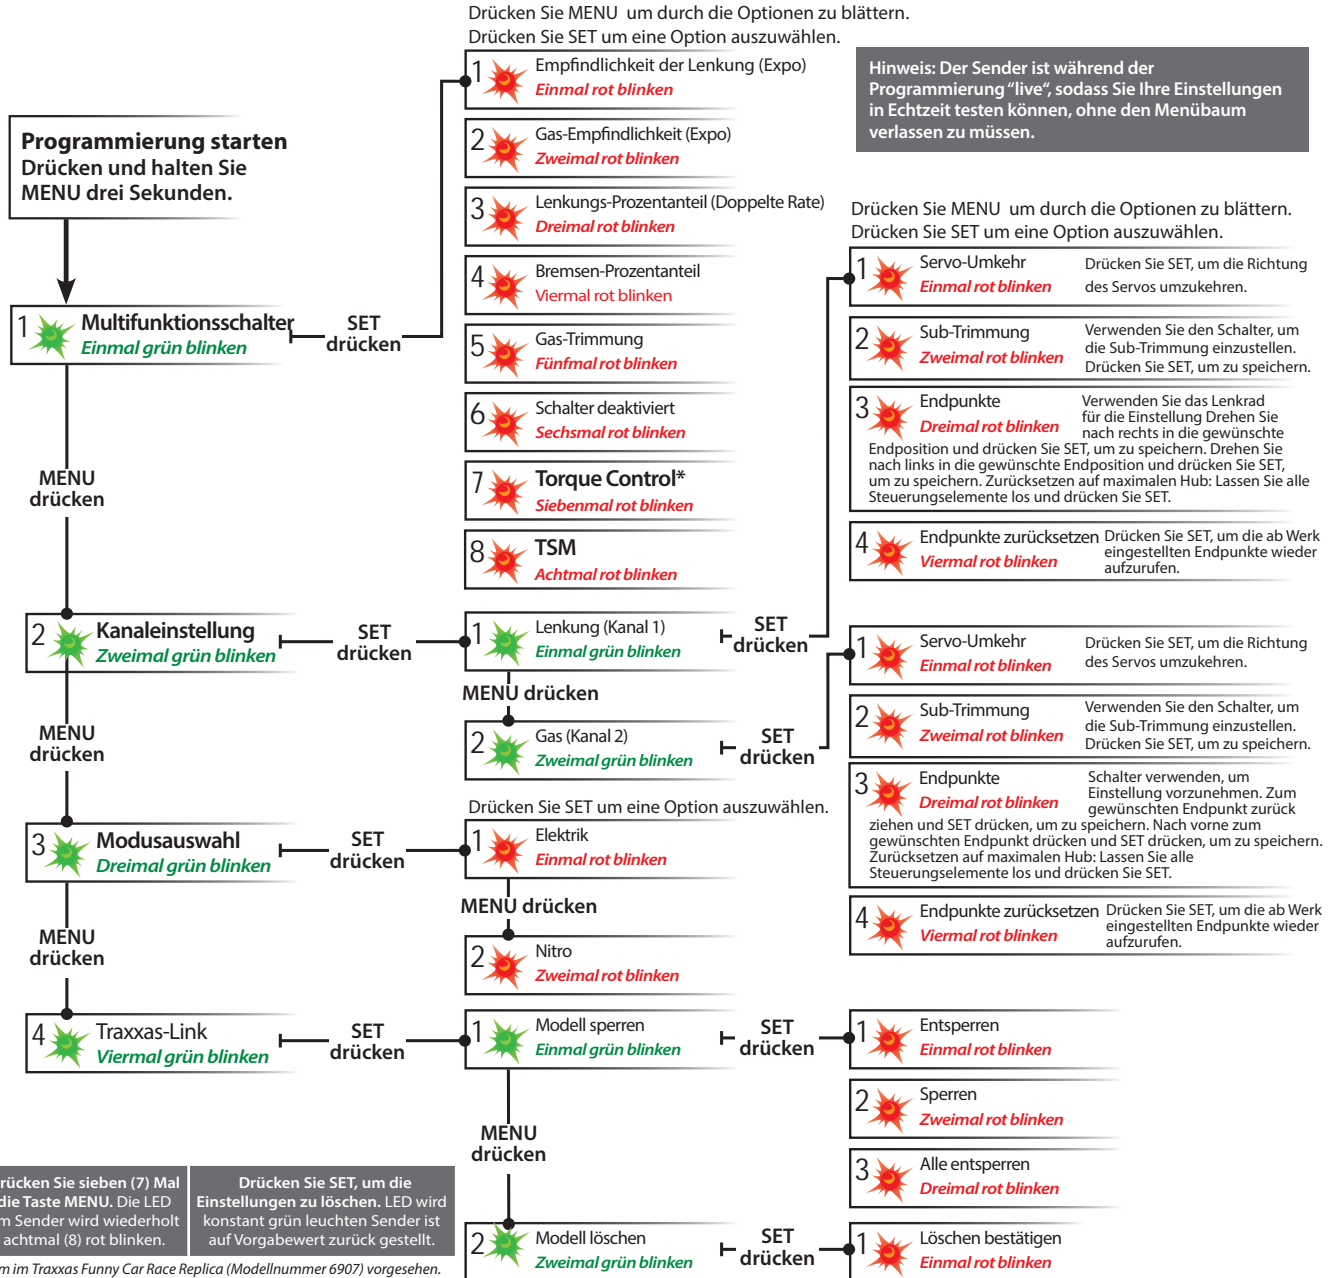 Drücken Sie MENU um durch die Optionen zu blättern.
Drücken Sie SET um eine Option auszuwählen.
Hinweis: Der Sender ist während der
Programmierung “live“, sodass Sie Ihre Einstellungen
in Echtzeit testen können, ohne den Menübaum
verlassen zu müssen.
Programmierung starten
Drücken und halten Sie
MENU drei Sekunden.
1 Multifunktionsschalter
Einmal grün blinken
SET
drücken
1 Empfindlichkeit der Lenkung (Expo)
Einmal rot blinken
2 Gas-Empfindlichkeit (Expo)
Zweimal rot blinken
3 Lenkungs-Prozentanteil (Doppelte Rate)
Dreimal rot blinken
4 Bremsen-Prozentanteil
Viermal rot blinken
5 Gas-Trimmung
Fünfmal rot blinken
6 Schalter deaktiviert
Sechsmal rot blinken
7 Torque Control*
Siebenmal rot blinken
8 TSM
Achtmal rot blinken
MENU
drücken
2 Kanaleinstellung
Zweimal grün blinken
SET
drücken
1 Lenkung (Kanal 1)
Einmal grün blinken
SET
drücken
Drücken Sie MENU um durch die Optionen zu blättern.
Drücken Sie SET um eine Option auszuwählen.
1 Servo-Umkehr
Einmal rot blinken
Drücken Sie SET, um die Richtung
des Servos umzukehren.
2 Sub-Trimmung
Zweimal rot blinken
Verwenden Sie den Schalter, um
die Sub-Trimmung einzustellen.
Drücken Sie SET, um zu speichern.
3 Endpunkte
Dreimal rot blinken
Verwenden Sie das Lenkrad
für die Einstellung Drehen Sie
nach rechts in die gewünschte
Endposition und drücken Sie SET, um zu speichern. Drehen Sie
nach links in die gewünschte Endposition und drücken Sie SET,
um zu speichern. Zurücksetzen auf maximalen Hub: Lassen Sie alle
Steuerungselemente los und drücken Sie SET.
4 Endpunkte zurücksetzen
Viermal rot blinken
Drücken Sie SET, um die ab Werk
eingestellten Endpunkte wieder
aufzurufen.
MENU drücken
2 Gas (Kanal 2)
Zweimal grün blinken
SET
drücken
1 Servo-Umkehr
Einmal rot blinken
Drücken Sie SET, um die Richtung
des Servos umzukehren.
2 Sub-Trimmung
Zweimal rot blinken
Verwenden Sie den Schalter, um
die Sub-Trimmung einzustellen.
Drücken Sie SET, um zu speichern.
3 Endpunkte
Dreimal rot blinken
Schalter verwenden, um
Einstellung vorzunehmen. Zum
gewünschten Endpunkt zurück
ziehen und SET drücken, um zu speichern. Nach vorne zum
gewünschten Endpunkt drücken und SET drücken, um zu speichern.
Zurücksetzen auf maximalen Hub: Lassen Sie alle
Steuerungselemente los und drücken Sie SET.
4 Endpunkte zurücksetzen
Viermal rot blinken
Drücken Sie SET, um die ab Werk
eingestellten Endpunkte wieder
aufzurufen.
MENU
drücken
3 Modusauswahl
Dreimal grün blinken
SET
drücken
Drücken Sie SET um eine Option auszuwählen.
1 Elektrik
Einmal rot blinken
MENU drücken
2 Nitro
Zweimal rot blinken
MENU
drücken
4 Traxxas-Link
Viermal grün blinken
SET
drücken
1 Modell sperren
Einmal grün blinken
SET
drücken
1 Entsperren
Einmal rot blinken
2 Sperren
Zweimal rot blinken
3 Alle entsperren
Dreimal rot blinken
MENU
drücken
2 Modell löschen
Zweimal grün blinken
SET
drücken
1 Löschen bestätigen
Einmal rot blinken
rücken Sie sieben (7) Mal
die Taste MENU. Die LED
m Sender wird wiederholt
achtmal (8) rot blinken.
Drücken Sie SET, um die
Einstellungen zu löschen. LED wird
konstant grün leuchten Sender ist
auf Vorgabewert zurück gestellt.
m im Traxxas Funny Car Race Replica (Modellnummer 6907) vorgesehen.